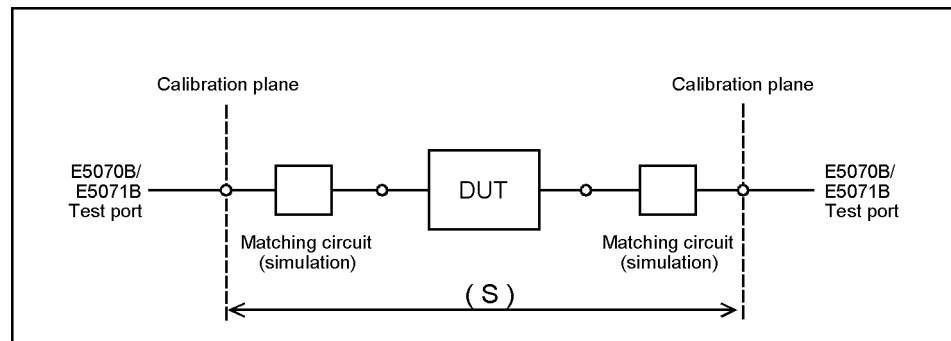 Calibration plane
Calibration plane
E5070B/
E5071B
Test port
DUT
E5070B/
E5071B
Test port
Matching circuit
(simulation)
Matching circuit
(simulation)
( S )